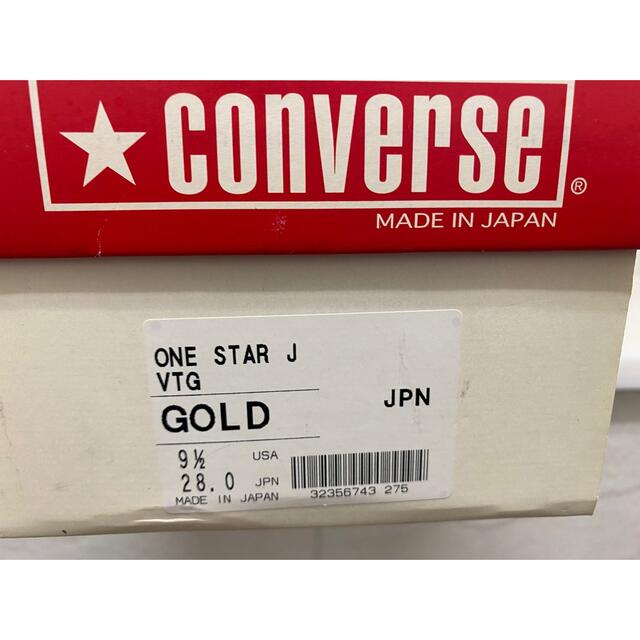 ★ converse ®
MADE IN JAPAN
ONE STAR J
VTG
GOLD JPN
9½ USA
28.0 JPN
MADE IN JAPAN
32356743 275